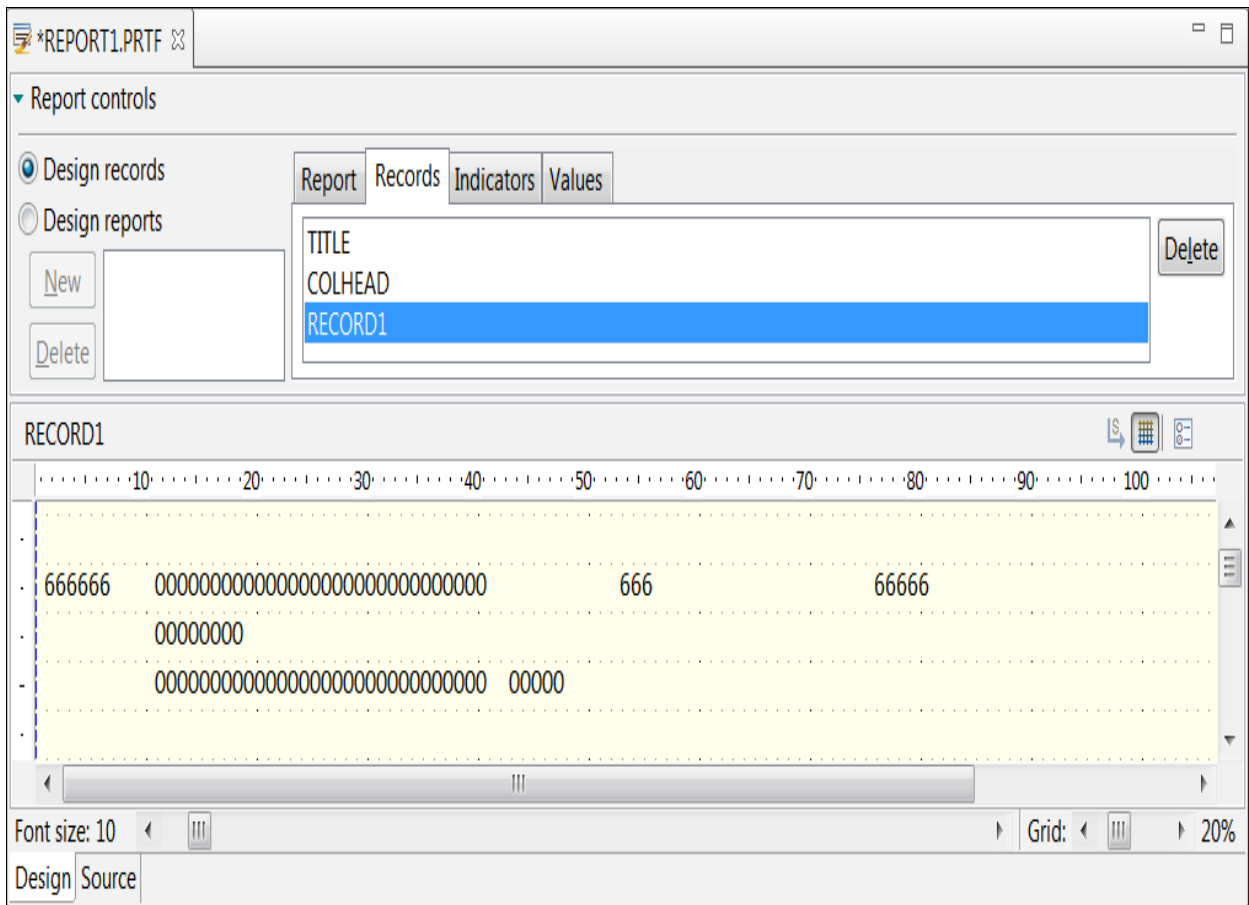 *REPORT1.PRTF
Report controls
Design records
Design reports
New
Delete
Report Records Indicators Values
TITLE
COLHEAD
RECORD1
Delete
RECORD1
10 20 30 40 50 60 70 80 90 100
666666 000000000000000000000000000000 666 66666
00000000
000000000000000000000000000000 00000
Font size: 10
Grid: 20%
Design Source